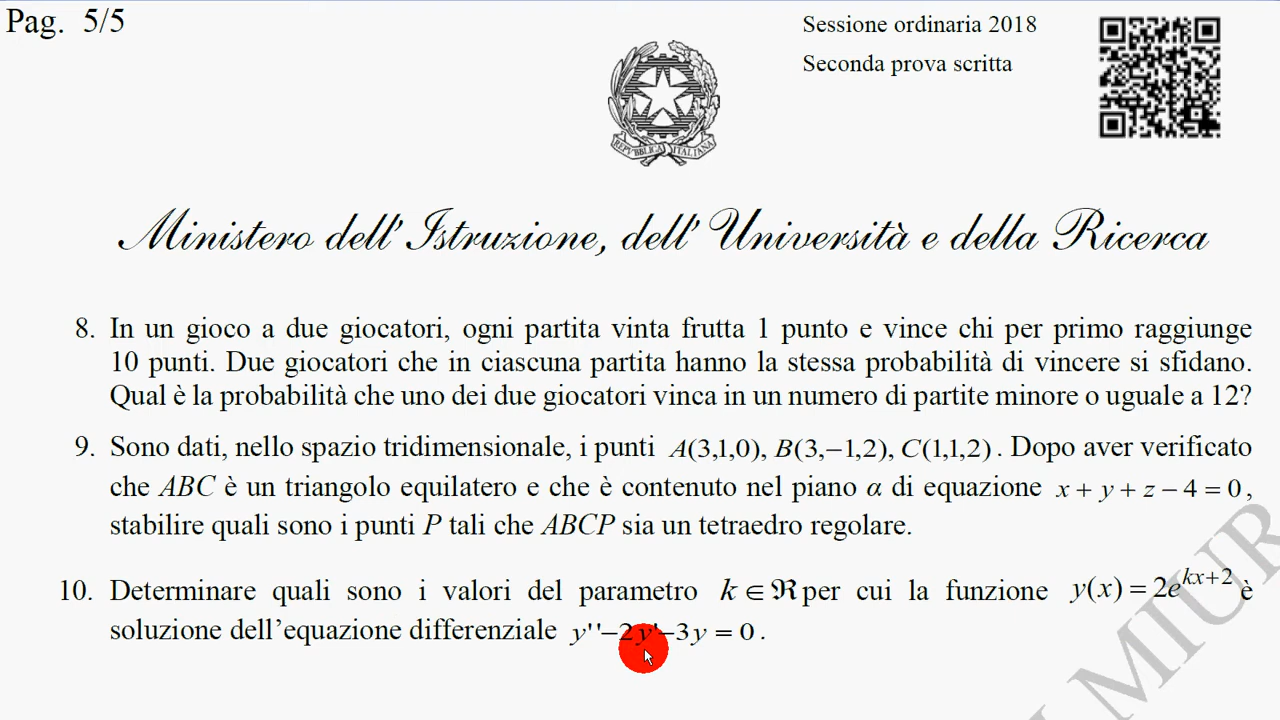 Pag. 5/5
Sessione ordinaria 2018
Seconda prova scritta
REPVBBLICA ITALIANA
Ministero dell' Istruzione, dell' Università e della Ricerca
8. In un gioco a due giocatori, ogni partita vinta frutta 1 punto e vince chi per primo raggiunge
10 punti. Due giocatori che in ciascuna partita hanno la stessa probabilità di vincere si sfidano.
Qual è la probabilità che uno dei due giocatori vinca in un numero di partite minore o uguale a 12?
9. Sono dati, nello spazio tridimensionale, i punti A(3,1,0), B(3,−1,2), C(1,1,2). Dopo aver verificato
che ABC è un triangolo equilatero e che è contenuto nel piano α di equazione x + y + z − 4 = 0,
stabilire quali sono i punti P tali che ABCP sia un tetraedro regolare.
10. Determinare quali sono i valori del parametro k ∈ ℜ per cui la funzione y(x) = 2e^{kx+2} è
soluzione dell'equazione differenziale y''−2y'−3y = 0.
MIUR